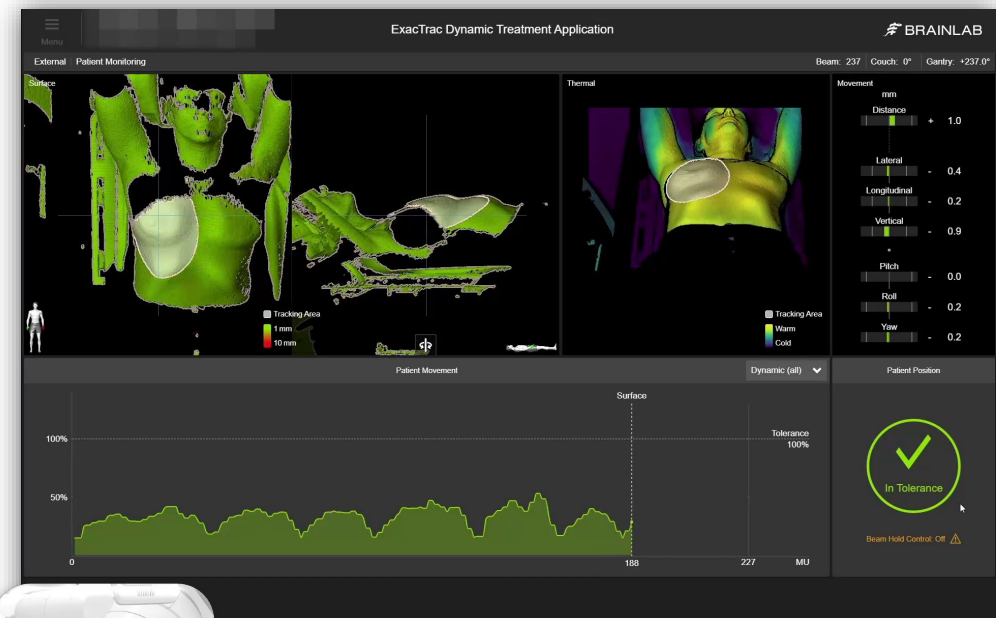 Menu
ExacTrac Dynamic Treatment Application
BRAINLAB
External Patient Monitoring
Beam: 237 Couch: 0° Gantry: +237.0°
Surface
Tracking Area
1 mm
10 mm
Thermal
Tracking Area
Warm
Cold
Movement
mm
Distance
+ 1.0
Lateral
- 0.4
Longitudinal
- 0.2
Vertical
- 0.9
Pitch
- 0.0
Roll
- 0.2
Yaw
- 0.2
Patient Movement
Dynamic (all)
Surface
100%
Tolerance
100%
50%
0
188
227
MU
Patient Position
In Tolerance
Beam Hold Control: Off